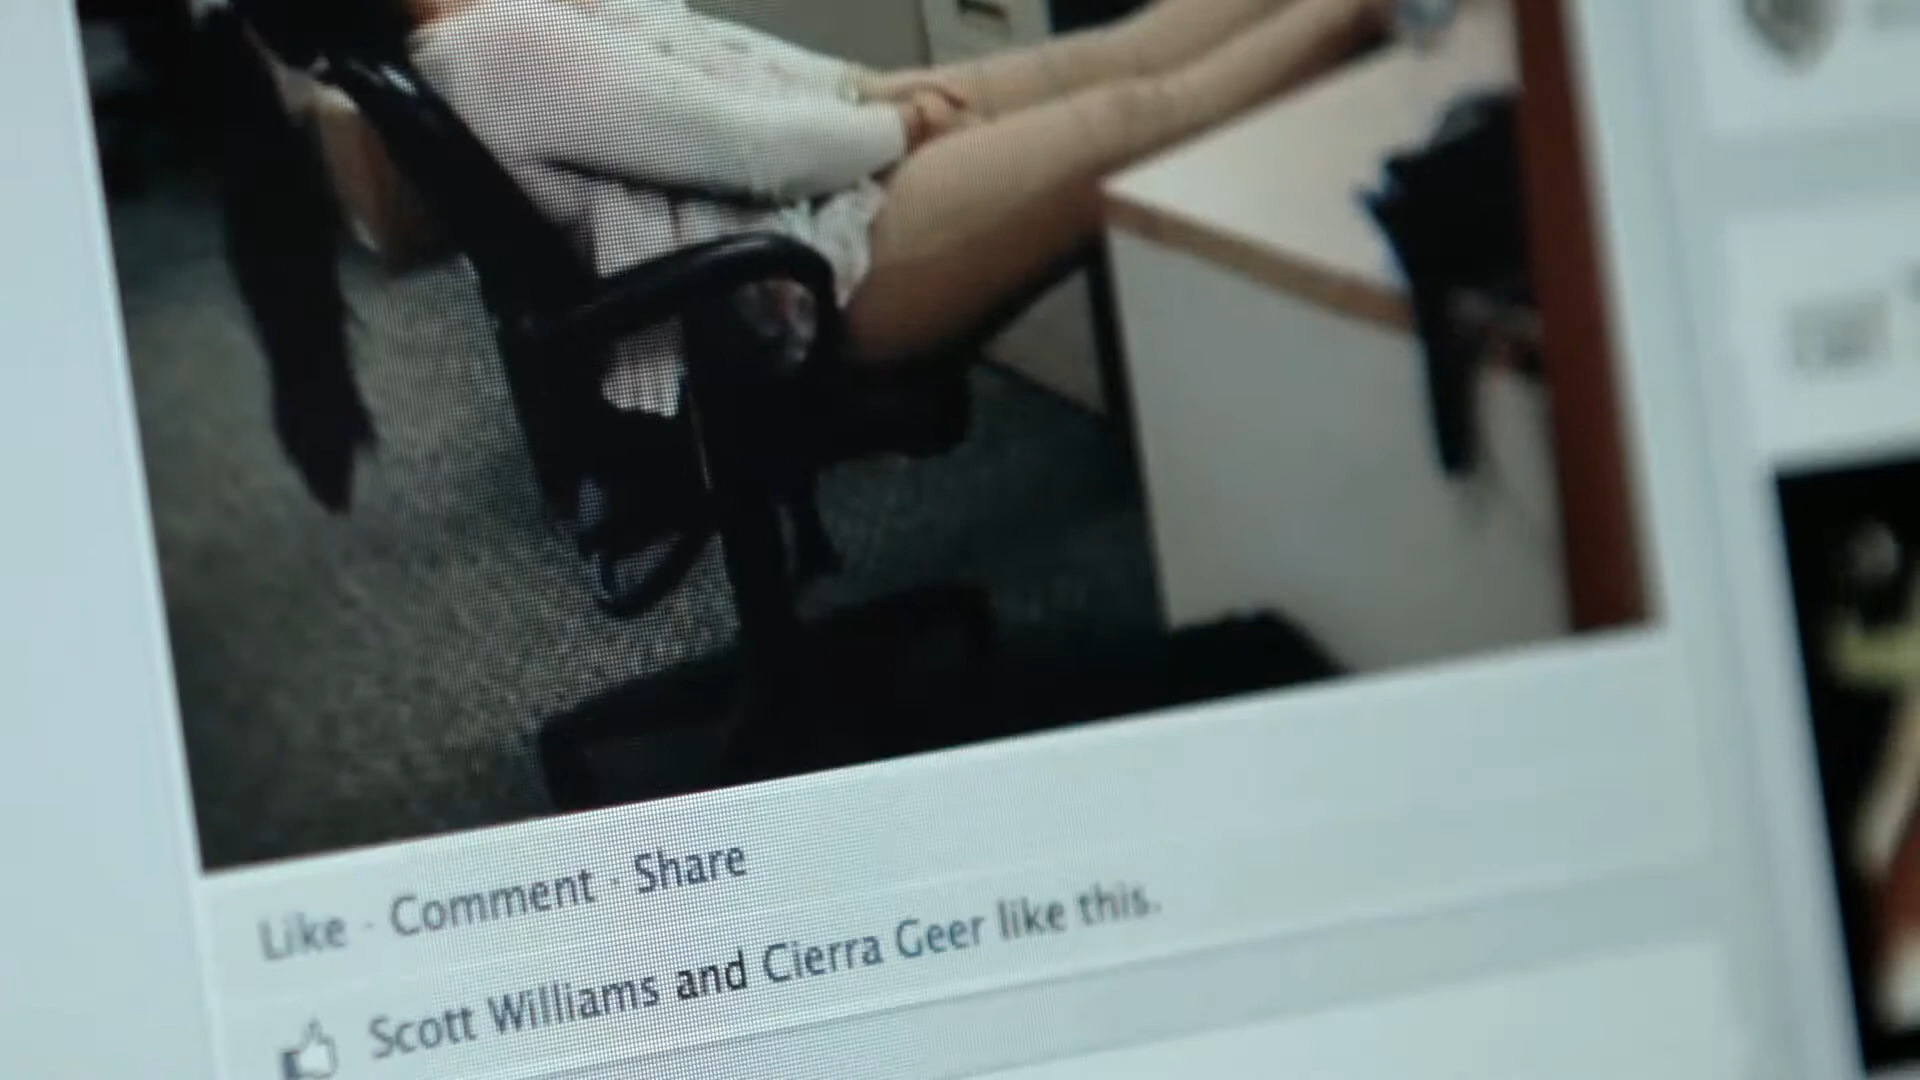 Like · Comment · Share
Scott Williams and Cierra Geer like this.